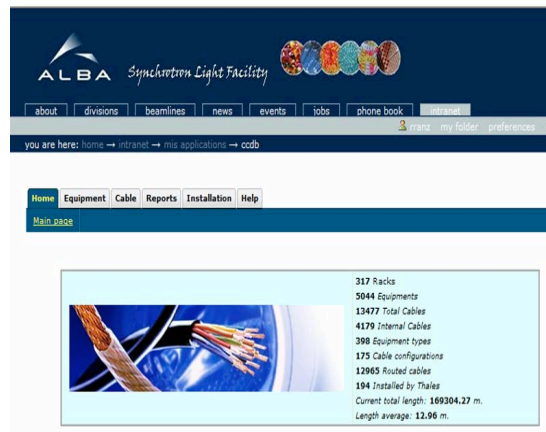 ALBA Synchrotron Light Facility
about divisions beamlines news events jobs phone book intranet
rranz my folder preferences
you are here: home → intranet → mis applications → ccdb
Home Equipment Cable Reports Installation Help
Main page
317 Racks
5044 Equipments
13477 Total Cables
4179 Internal Cables
398 Equipment types
175 Cable configurations
12965 Routed cables
194 Installed by Thales
Current total length: 169304.27 m.
Length average: 12.96 m.